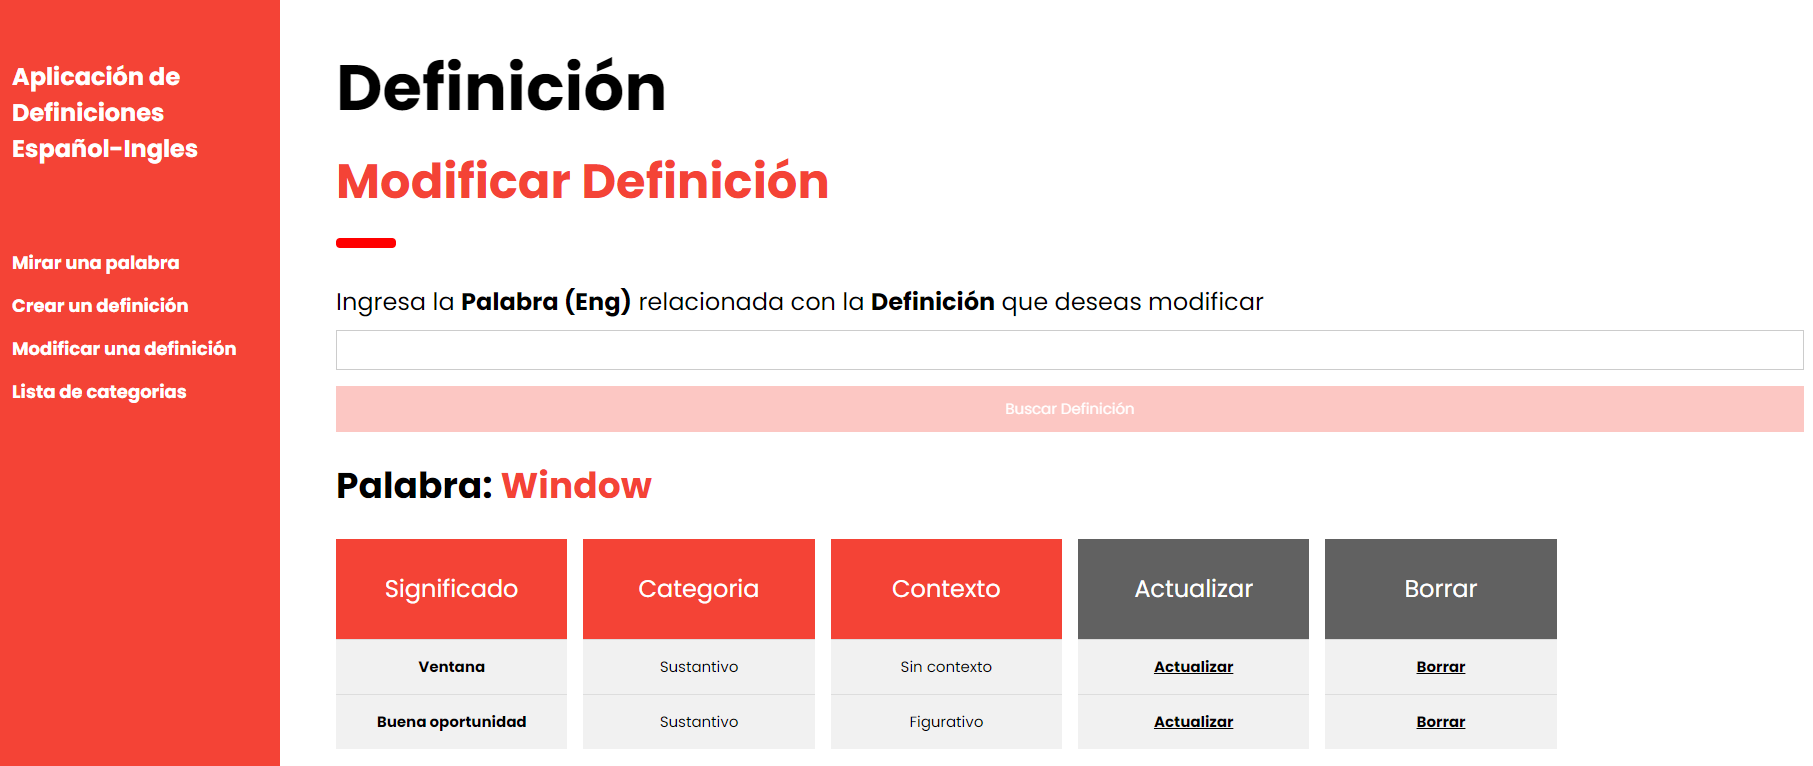 Aplicación de
Definiciones
Español-Ingles
Mirar una palabra
Crear un definición
Modificar una definición
Lista de categorias
Definición
Modificar Definición
Ingresa la Palabra (Eng) relacionada con la Definición que deseas modificar
Buscar Definición
Palabra: Window
Significado Categoria Contexto Actualizar Borrar
Ventana Sustantivo Sin contexto Actualizar Borrar
Buena oportunidad Sustantivo Figurativo Actualizar Borrar